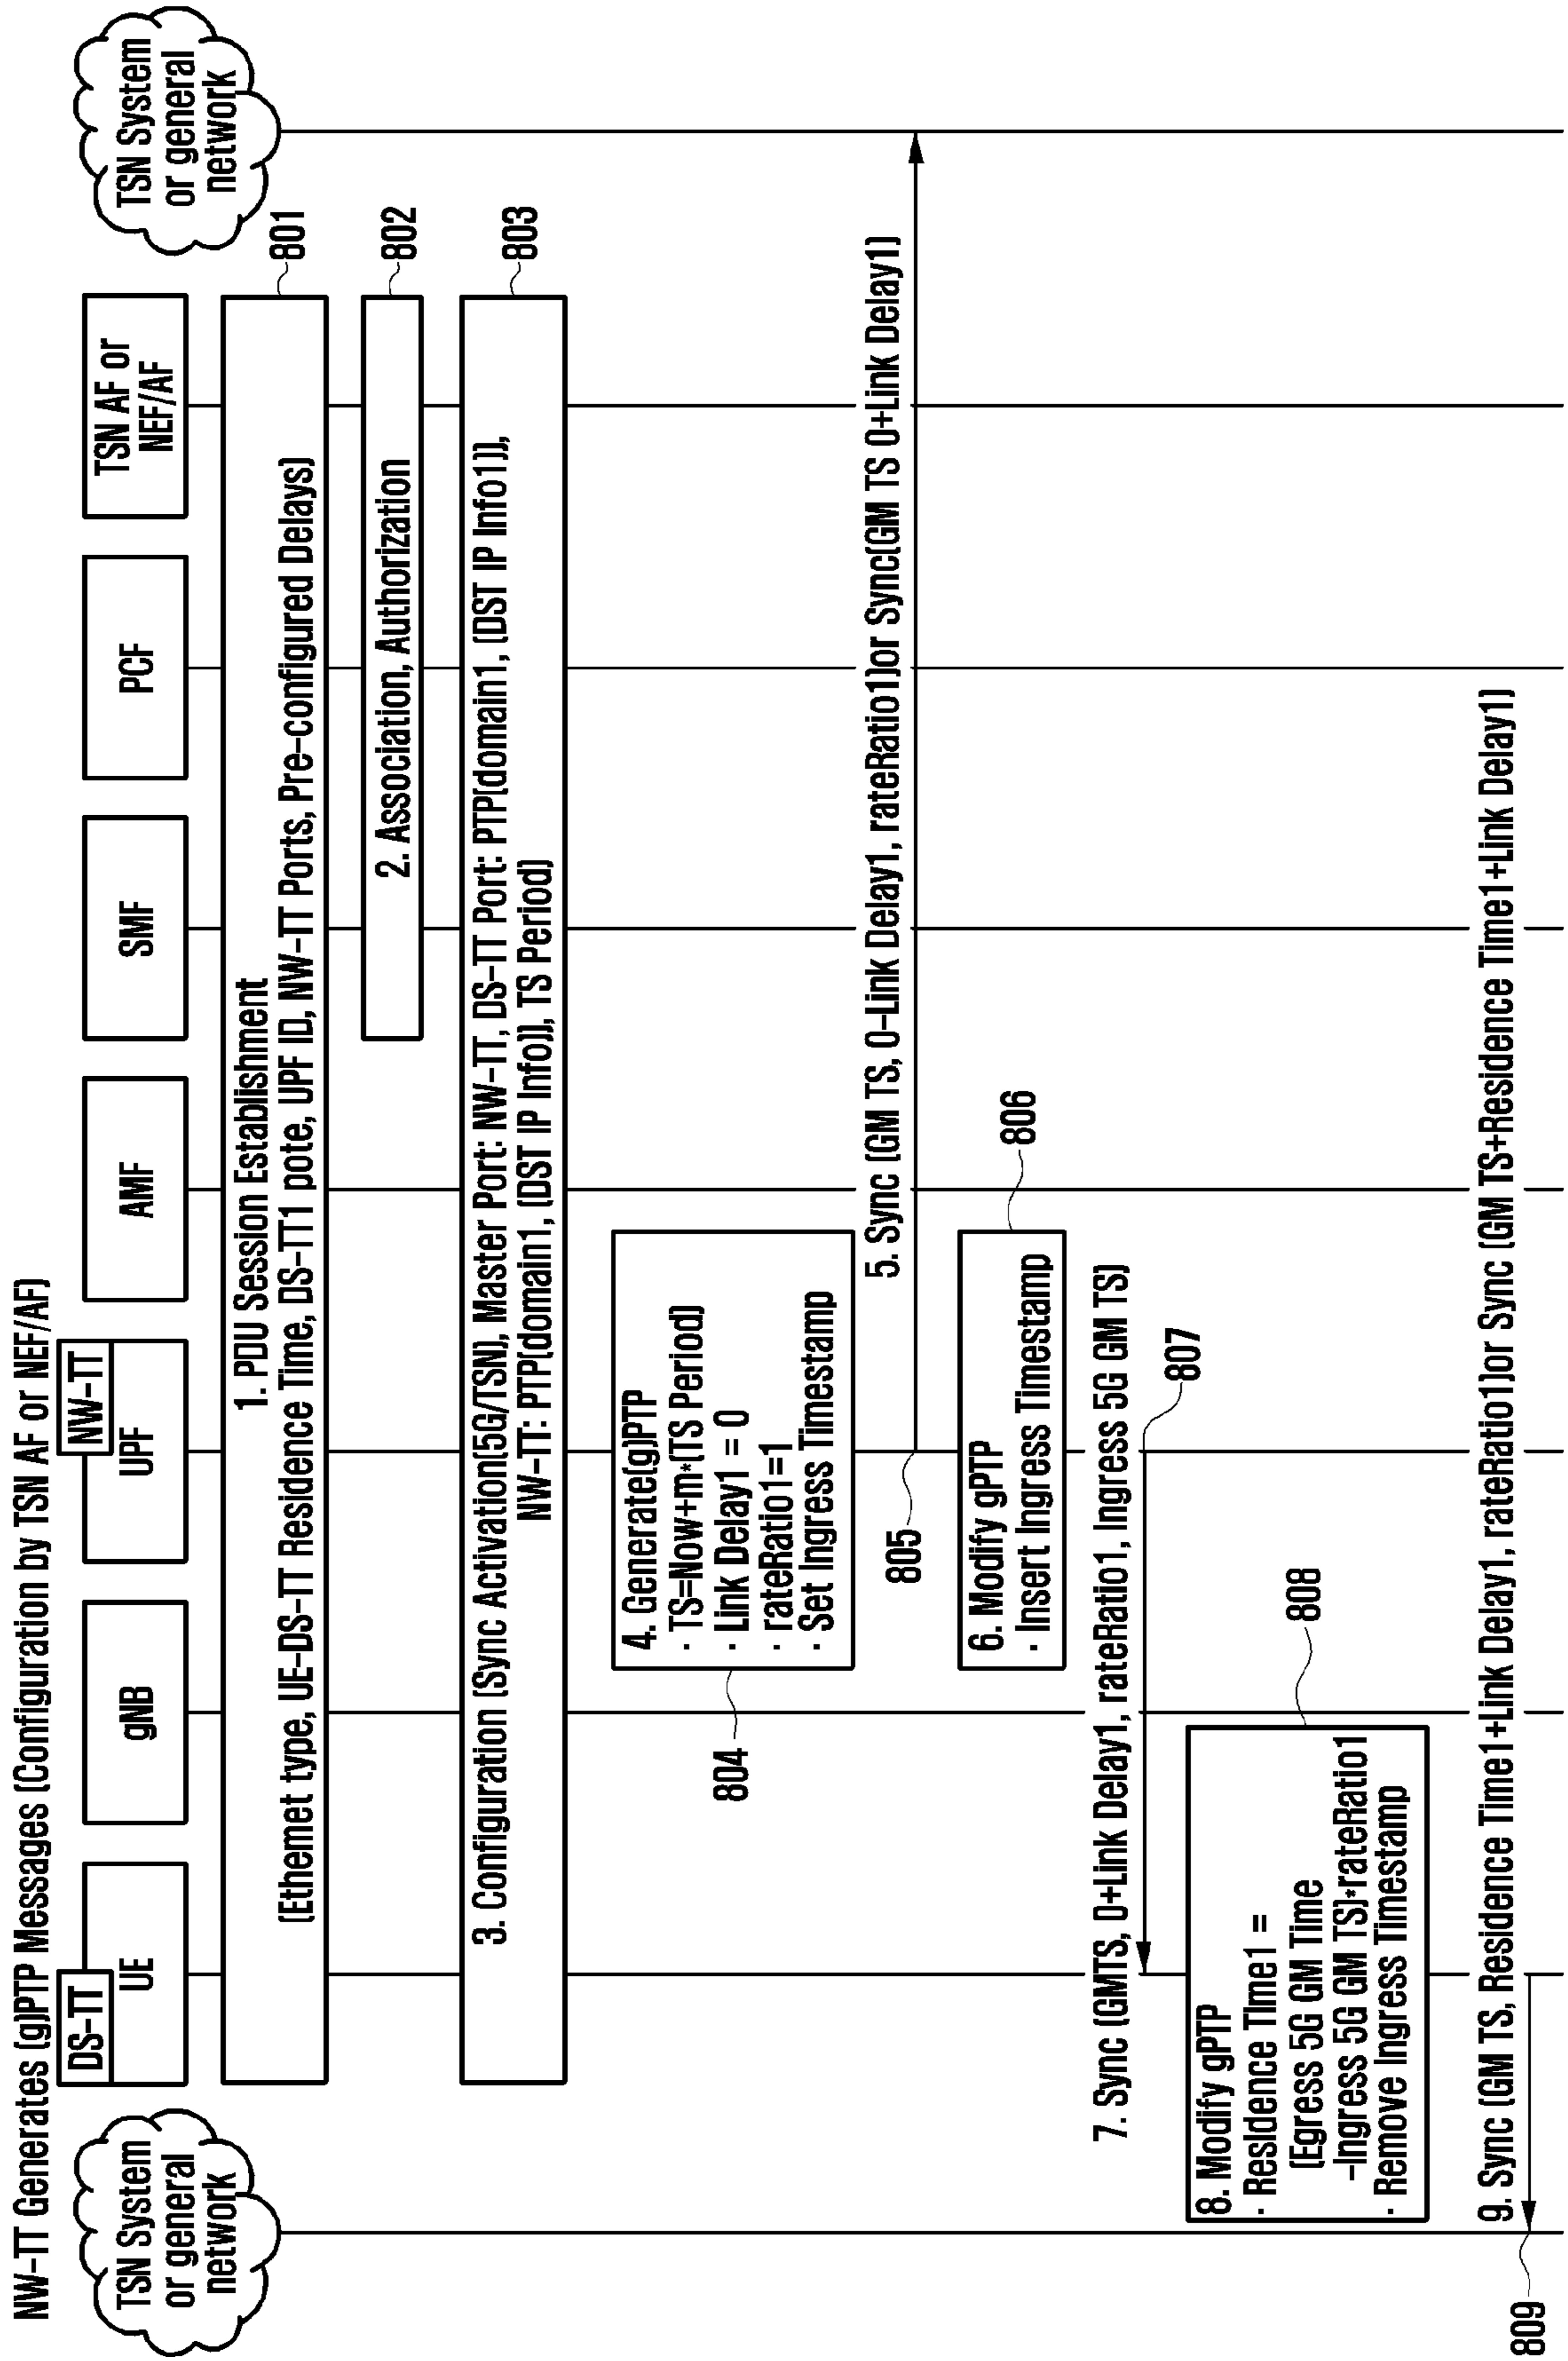 NW-TT Generates (g)PTP Messages (Configuration by TSN AF or NEF/AF)
TSN System
or general
network
DS-TT
UE
gNB
NW-TT
UPF
AMF
SMF
PCF
TSN AF or
NEF/AF
TSN System
or general
network
1. PDU Session Establishment
(Ethemet type, UE-DS-TT Residence Time, DS-TT1 pote, UPF ID, NW-TT Ports, Pre-configured Delays)
801
2. Association, Authorization
802
3. Configuration (Sync Activation(5G/TSN), Master Port: NW-TT, DS-TT Port: PTP(domain1, (DST IP Info1)),
NW-TT: PTP(domain1, (DST IP Info)), TS Period)
803
4. Generate(g)PTP
· TS=Now+m*(TS Period)
· Link Delay1 = 0
· rateRatio1=1
· Set Ingress Timestamp
804
5. Sync (GM TS, 0-Link Delay1, rateRatio1)or Sync(GM TS 0+Link Delay1)
805
6. Modify gPTP
· Insert Ingress Timestamp
806
7. Sync (GMTS, 0+Link Delay1, rateRatio1, Ingress 5G GM TS)
807
8. Modify gPTP
· Residence TIme1 =
(Egress 5G GM Time
-Ingress 5G GM TS)*rateRatio1
· Remove Ingress Timestamp
808
9. Sync (GM TS, Residence Time1+Link Delay1, rateRatio1)or Sync (GM TS+Residence Time1+Link Delay1)
809